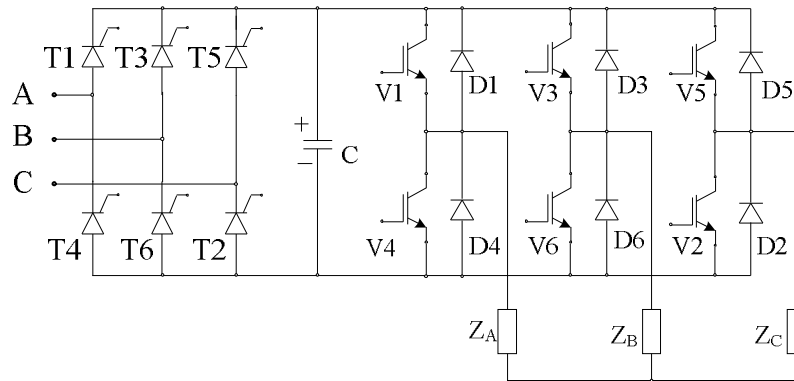 T1 T3 T5
V1 D1 V3 D3 V5 D5
A
B
C
+
C
−
T4 T6 T2
V4 D4 V6 D6 V2 D2
ZA ZB ZC